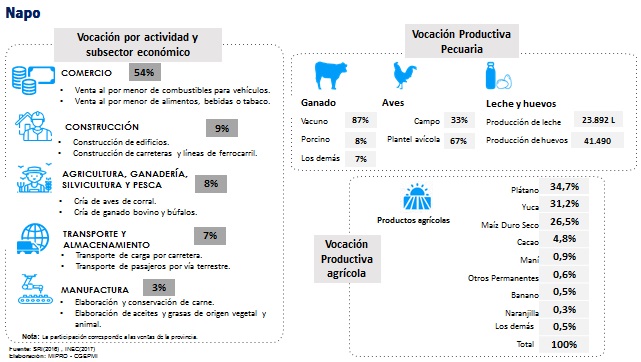 Napo
Vocación por actividad y
subsector económico
COMERCIO 54%
• Venta al por menor de combustibles para vehículos.
• Venta al por menor de alimentos, bebidas o tabaco.
CONSTRUCCIÓN 9%
• Construcción de edificios.
• Construcción de carreteras y líneas de ferrocarril.
AGRICULTURA, GANADERÍA,
SILVICULTURA Y PESCA 8%
• Cría de aves de corral.
• Cría de ganado bovino y búfalos.
TRANSPORTE Y
ALMACENAMIENTO 7%
• Transporte de carga por carretera.
• Transporte de pasajeros por vía terrestre.
MANUFACTURA 3%
• Elaboración y conservación de carne.
• Elaboración de aceites y grasas de origen vegetal y
animal.
Nota: La participación corresponde a las ventas de la provincia.
Fuente: SRI(2016) , INEC(2017)
Elaboración: MIPRO - CGEPMI
Vocación Productiva
Pecuaria
Ganado
Vacuno 87%
Porcino 8%
Los demás 7%
Aves
Campo 33%
Plantel avícola 67%
Leche y huevos
Producción de leche 23.892 L
Producción de huevos 41.490
Vocación
Productiva
agrícola
Productos agrícolas
Plátano 34,7%
Yuca 31,2%
Maíz Duro Seco 26,5%
Cacao 4,8%
Maní 0,9%
Otros Permanentes 0,6%
Banano 0,5%
Naranjilla 0,3%
Los demás 0,5%
Total 100%